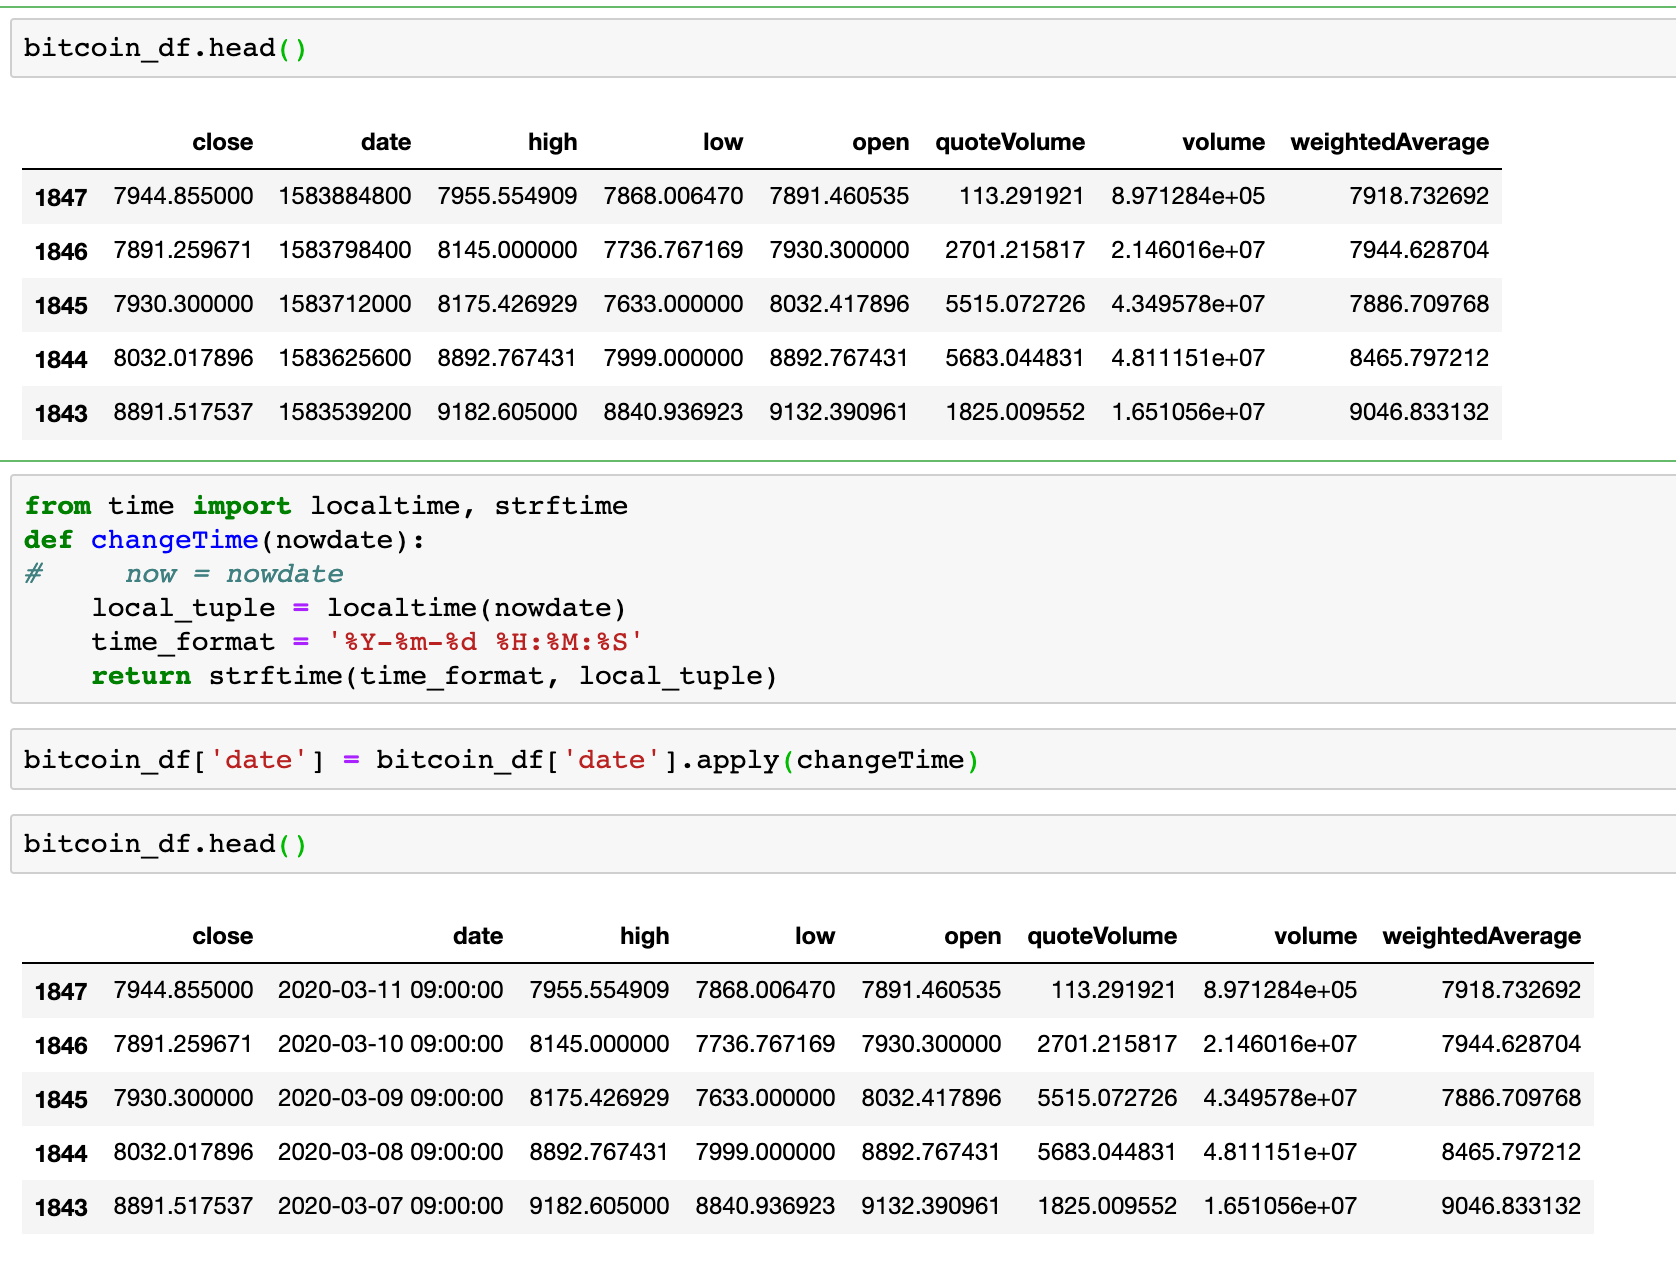 bitcoin_df.head()
close date high low open quoteVolume volume weightedAverage
1847 7944.855000 1583884800 7955.554909 7868.006470 7891.460535 113.291921 8.971284e+05 7918.732692
1846 7891.259671 1583798400 8145.000000 7736.767169 7930.300000 2701.215817 2.146016e+07 7944.628704
1845 7930.300000 1583712000 8175.426929 7633.000000 8032.417896 5515.072726 4.349578e+07 7886.709768
1844 8032.017896 1583625600 8892.767431 7999.000000 8892.767431 5683.044831 4.811151e+07 8465.797212
1843 8891.517537 1583539200 9182.605000 8840.936923 9132.390961 1825.009552 1.651056e+07 9046.833132
from time import localtime, strftime
def changeTime(nowdate):
#     now = nowdate
    local_tuple = localtime(nowdate)
    time_format = '%Y-%m-%d %H:%M:%S'
    return strftime(time_format, local_tuple)
bitcoin_df['date'] = bitcoin_df['date'].apply(changeTime)
bitcoin_df.head()
close date high low open quoteVolume volume weightedAverage
1847 7944.855000 2020-03-11 09:00:00 7955.554909 7868.006470 7891.460535 113.291921 8.971284e+05 7918.732692
1846 7891.259671 2020-03-10 09:00:00 8145.000000 7736.767169 7930.300000 2701.215817 2.146016e+07 7944.628704
1845 7930.300000 2020-03-09 09:00:00 8175.426929 7633.000000 8032.417896 5515.072726 4.349578e+07 7886.709768
1844 8032.017896 2020-03-08 09:00:00 8892.767431 7999.000000 8892.767431 5683.044831 4.811151e+07 8465.797212
1843 8891.517537 2020-03-07 09:00:00 9182.605000 8840.936923 9132.390961 1825.009552 1.651056e+07 9046.833132